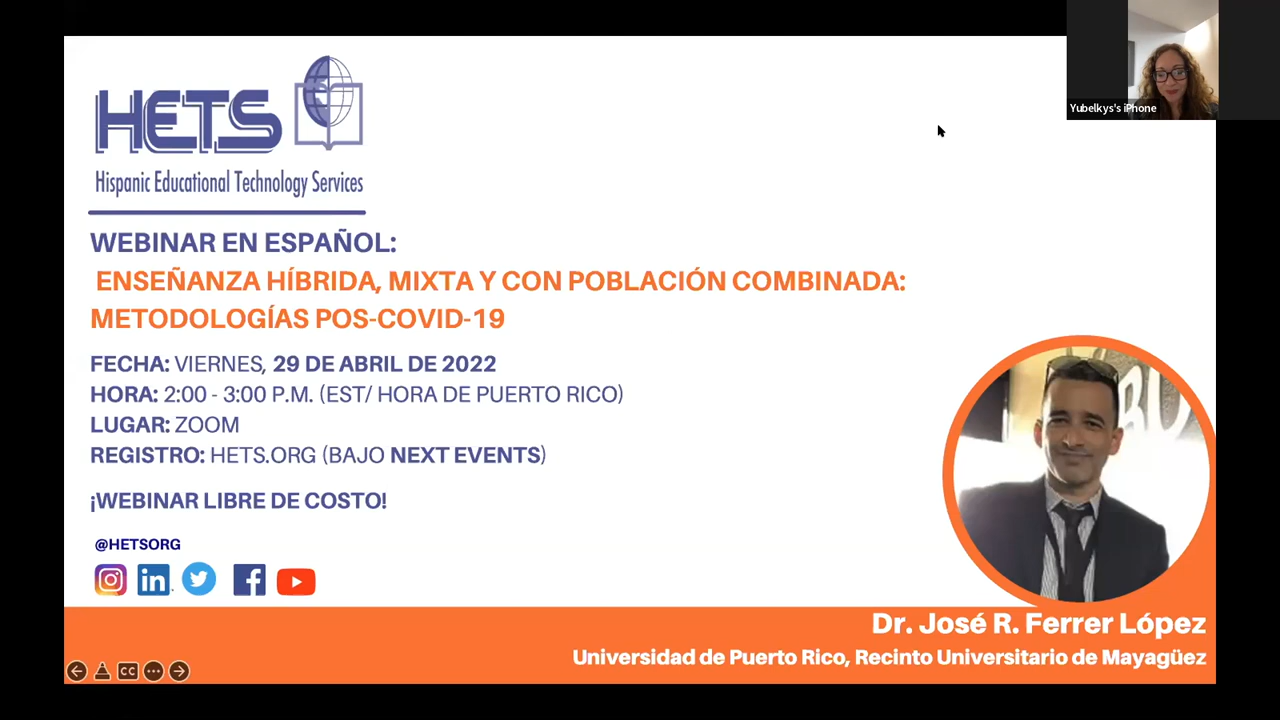 HETS
Hispanic Educational Technology Services
WEBINAR EN ESPAÑOL:
ENSEÑANZA HÍBRIDA, MIXTA Y CON POBLACIÓN COMBINADA:
METODOLOGÍAS POS-COVID-19
FECHA: VIERNES, 29 DE ABRIL DE 2022
HORA: 2:00 - 3:00 P.M. (EST/ HORA DE PUERTO RICO)
LUGAR: ZOOM
REGISTRO: HETS.ORG (BAJO NEXT EVENTS)
¡WEBINAR LIBRE DE COSTO!
@HETSORG
in
Dr. José R. Ferrer López
Universidad de Puerto Rico, Recinto Universitario de Mayagüez
CC
Yubelkys's iPhone